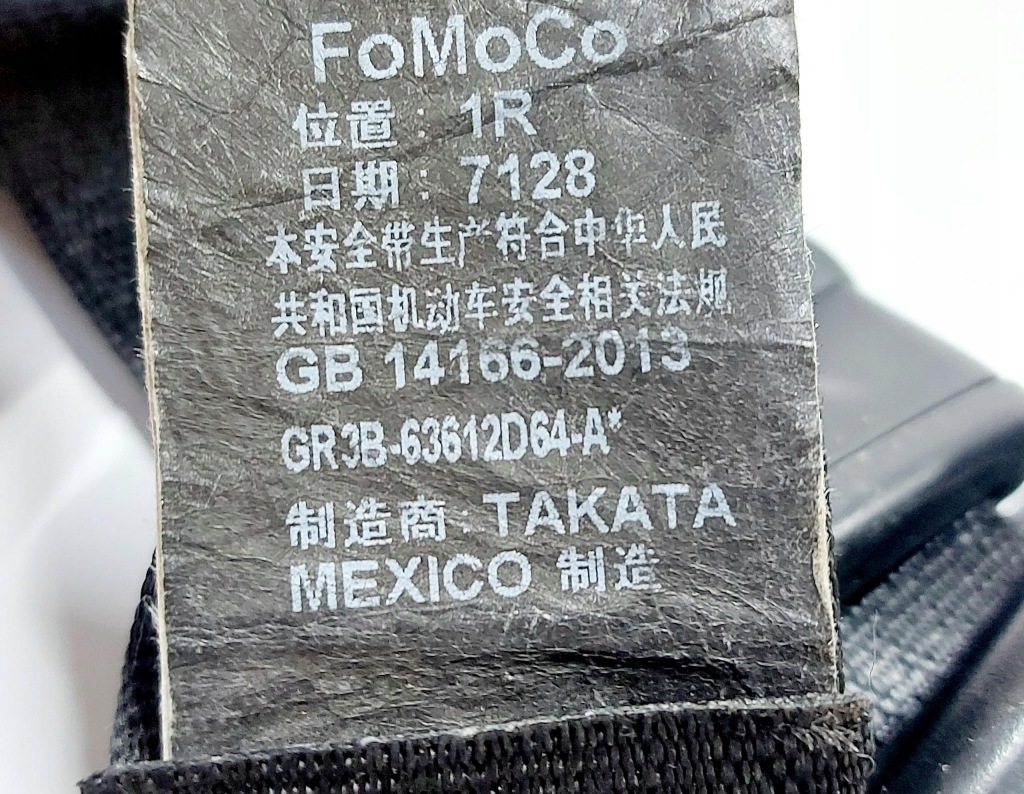 FoMoCo
位置: 1R
日期: 7128
本安全带生产符合中华人民
共和国机动车安全相关法规
GB 14166-2013
GR3B-63612D64-A*
制造商: TAKATA
MEXICO 制造